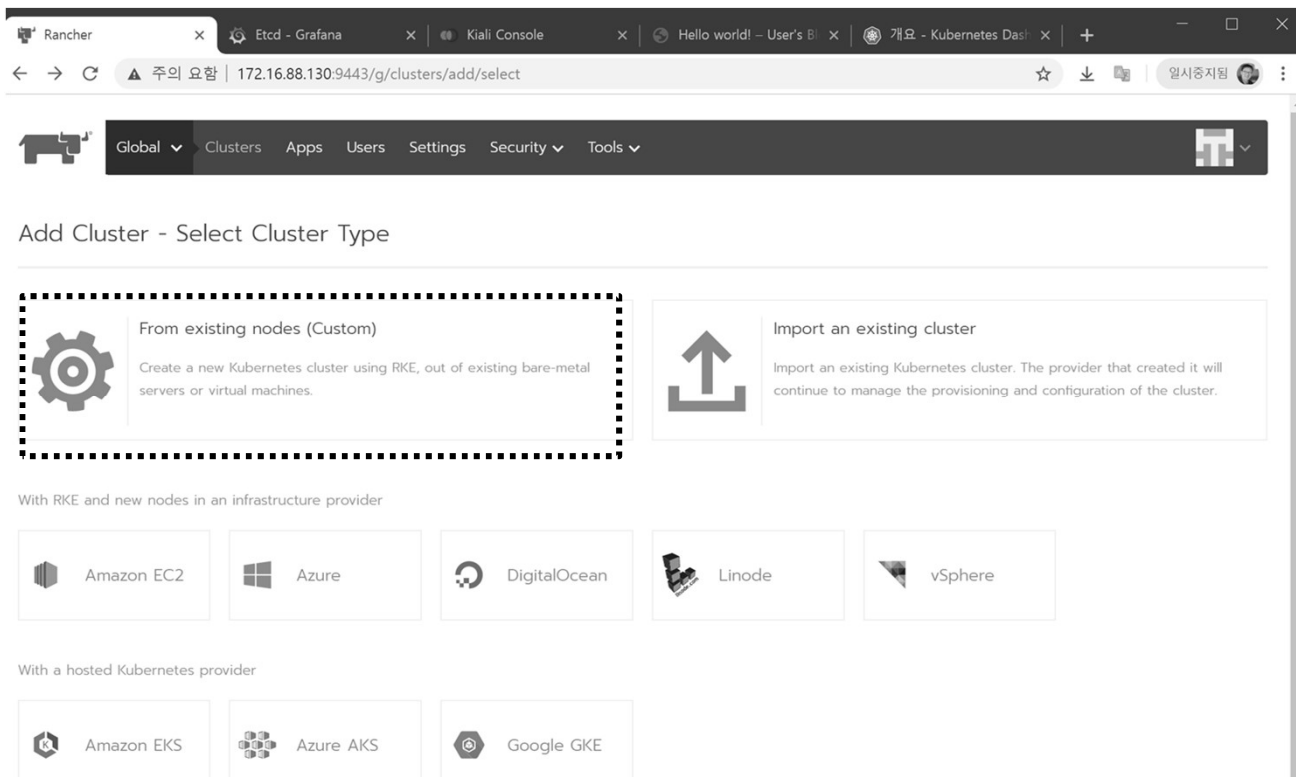 Rancher
Etcd - Grafana
Kiali Console
Hello world! – User's Bl
개요 - Kubernetes Dash
주의 요함
172.16.88.130:9443/g/clusters/add/select
일시중지됨
Global Clusters Apps Users Settings Security Tools
Add Cluster - Select Cluster Type
From existing nodes (Custom)
Create a new Kubernetes cluster using RKE, out of existing bare-metal
servers or virtual machines.
Import an existing cluster
Import an existing Kubernetes cluster. The provider that created it will
continue to manage the provisioning and configuration of the cluster.
With RKE and new nodes in an infrastructure provider
Amazon EC2
Azure
DigitalOcean
Linode
vSphere
With a hosted Kubernetes provider
Amazon EKS
Azure AKS
Google GKE